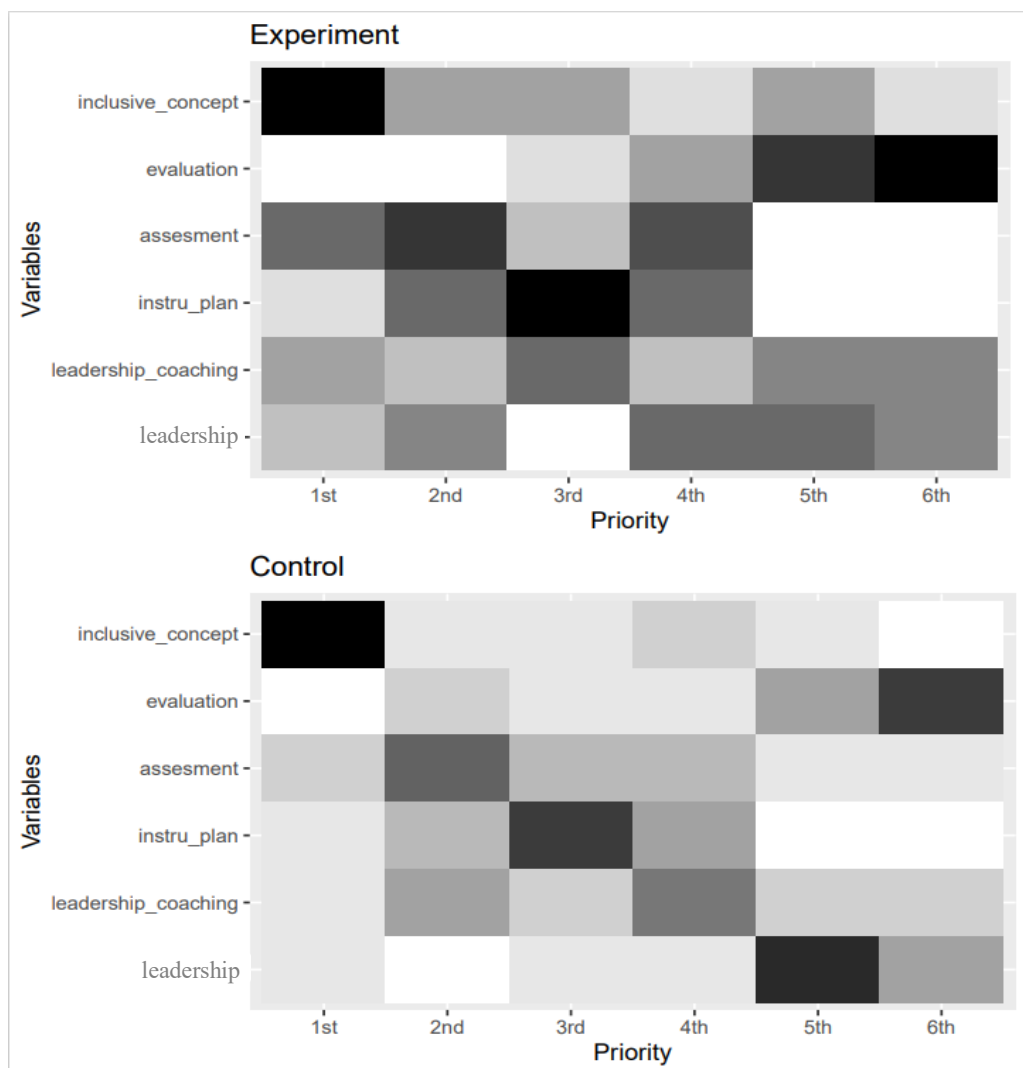 Experiment
inclusive_concept
evaluation
assesment
instru_plan
leadership_coaching
leadership
Variables
1st 2nd 3rd 4th 5th 6th
Priority
Control
inclusive_concept
evaluation
assesment
instru_plan
leadership_coaching
leadership
Variables
1st 2nd 3rd 4th 5th 6th
Priority